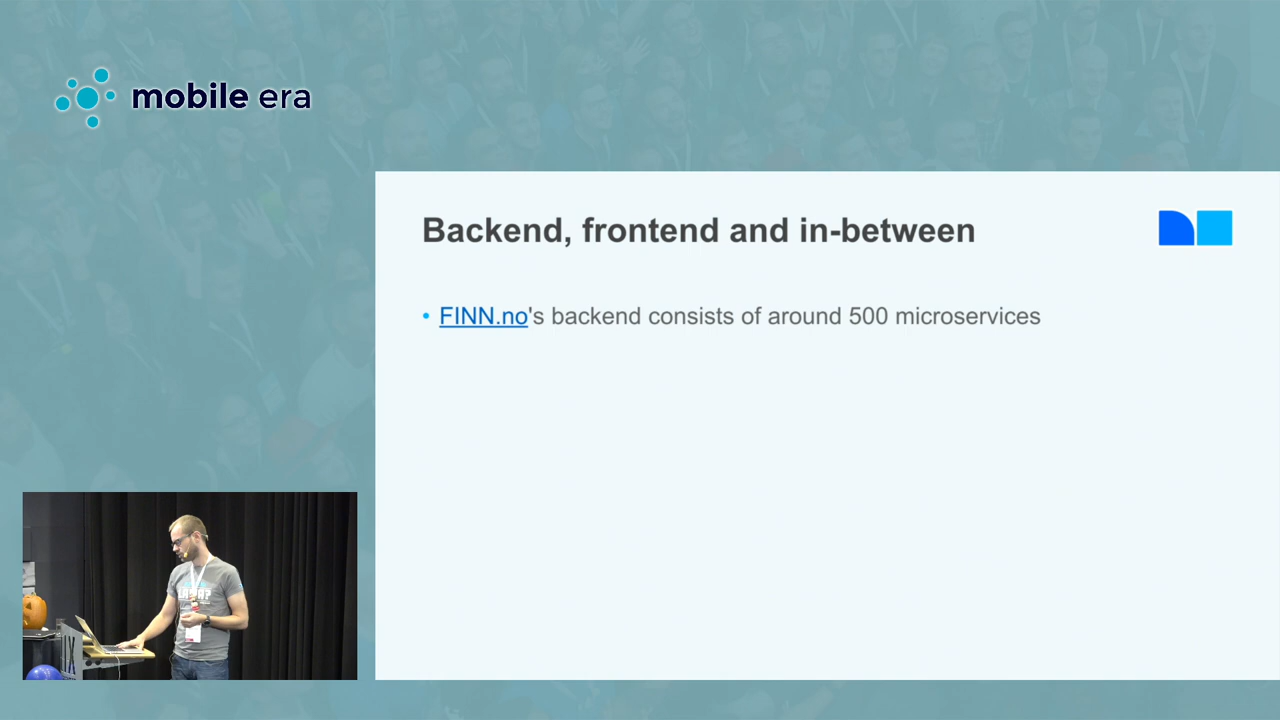 mobile era
Backend, frontend and in-between
• FINN.no's backend consists of around 500 microservices